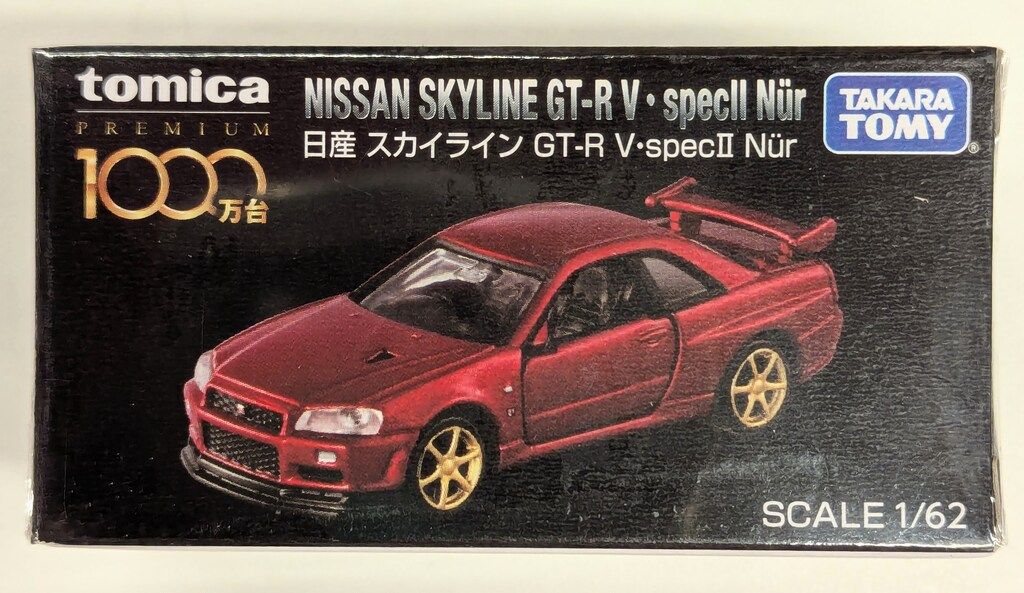 tomica
PREMIUM
1000万台
NISSAN SKYLINE GT-R V・specII Nür
日産 スカイライン GT-R V・specⅡ Nür
TAKARA
TOMY®
SCALE 1/62